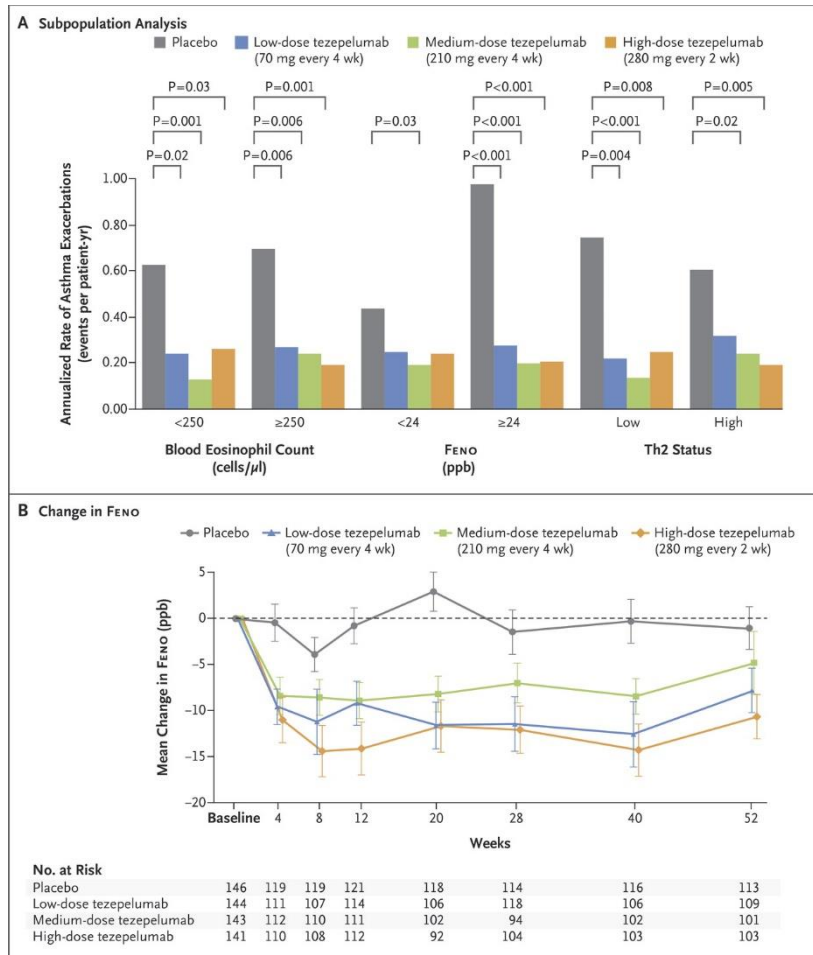 A Subpopulation Analysis
Placebo Low-dose tezepelumab Medium-dose tezepelumab High-dose tezepelumab
(70 mg every 4 wk) (210 mg every 4 wk) (280 mg every 2 wk)
P=0.03 P=0.001 P<0.001 P=0.008 P=0.005
P=0.001 P=0.006 P=0.03 P<0.001 P<0.001 P=0.02
P=0.02 P=0.006 P<0.001 P=0.004
Annualized Rate of Asthma Exacerbations
(events per patient-yr)
1.00
0.80
0.60
0.40
0.20
0.00
<250 ≥250 <24 ≥24 Low High
Blood Eosinophil Count FENO Th2 Status
(cells/µl) (ppb)
B Change in FENO
Placebo Low-dose tezepelumab Medium-dose tezepelumab High-dose tezepelumab
(70 mg every 4 wk) (210 mg every 4 wk) (280 mg every 2 wk)
Mean Change in FENO (ppb)
5
0
−5
−10
−15
−20
Baseline 4 8 12 20 28 40 52
Weeks
No. at Risk
Placebo 146 119 119 121 118 114 116 113
Low-dose tezepelumab 144 111 107 114 106 118 106 109
Medium-dose tezepelumab 143 112 110 111 102 94 102 101
High-dose tezepelumab 141 110 108 112 92 104 103 103